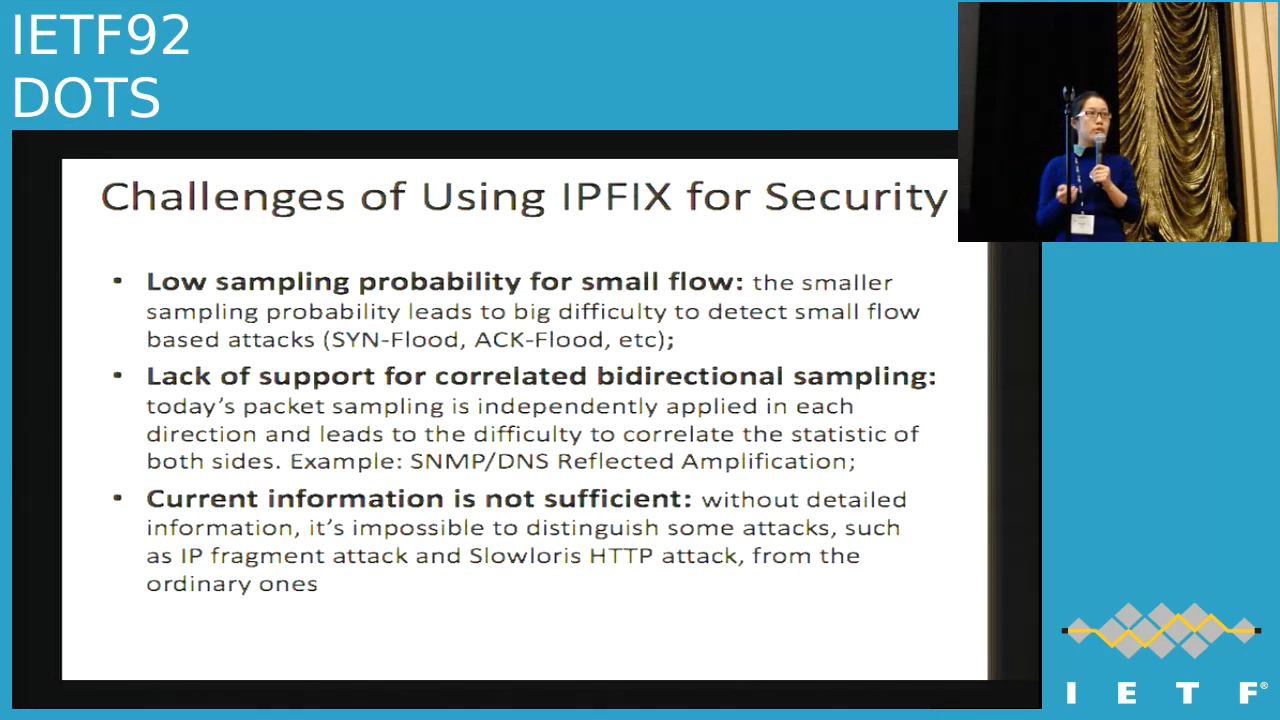 IETF92
DOTS
Challenges of Using IPFIX for Security
• Low sampling probability for small flow: the smaller
sampling probability leads to big difficulty to detect small flow
based attacks (SYN-Flood, ACK-Flood, etc);
• Lack of support for correlated bidirectional sampling:
today’s packet sampling is independently applied in each
direction and leads to the difficulty to correlate the statistic of
both sides. Example: SNMP/DNS Reflected Amplification;
• Current information is not sufficient: without detailed
information, it’s impossible to distinguish some attacks, such
as IP fragment attack and Slowloris HTTP attack, from the
ordinary ones
I E T F®